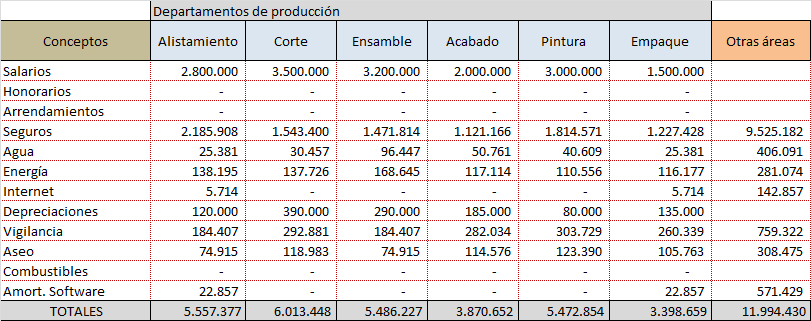 Departamentos de producción
Conceptos Alistamiento Corte Ensamble Acabado Pintura Empaque Otras áreas
Salarios 2.800.000 3.500.000 3.200.000 2.000.000 3.000.000 1.500.000
Honorarios - - - - - -
Arrendamientos - - - - - -
Seguros 2.185.908 1.543.400 1.471.814 1.121.166 1.814.571 1.227.428 9.525.182
Agua 25.381 30.457 96.447 50.761 40.609 25.381 406.091
Energía 138.195 137.726 168.645 117.114 110.556 116.177 281.074
Internet 5.714 - - - - 5.714 142.857
Depreciaciones 120.000 390.000 290.000 185.000 80.000 135.000
Vigilancia 184.407 292.881 184.407 282.034 303.729 260.339 759.322
Aseo 74.915 118.983 74.915 114.576 123.390 105.763 308.475
Combustibles - - - - - -
Amort. Software 22.857 - - - - 22.857 571.429
TOTALES 5.557.377 6.013.448 5.486.227 3.870.652 5.472.854 3.398.659 11.994.430